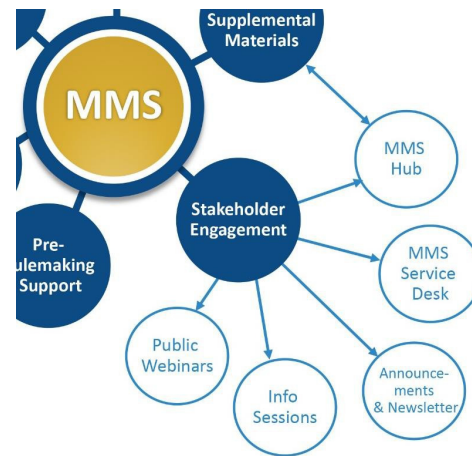 Supplemental
Materials
MMS
MMS
Hub
Stakeholder
Engagement
Pre-
ulemaking
Support
MMS
Service
Desk
Public
Webinars
Info
Sessions
Announce-
ments
& Newsletter